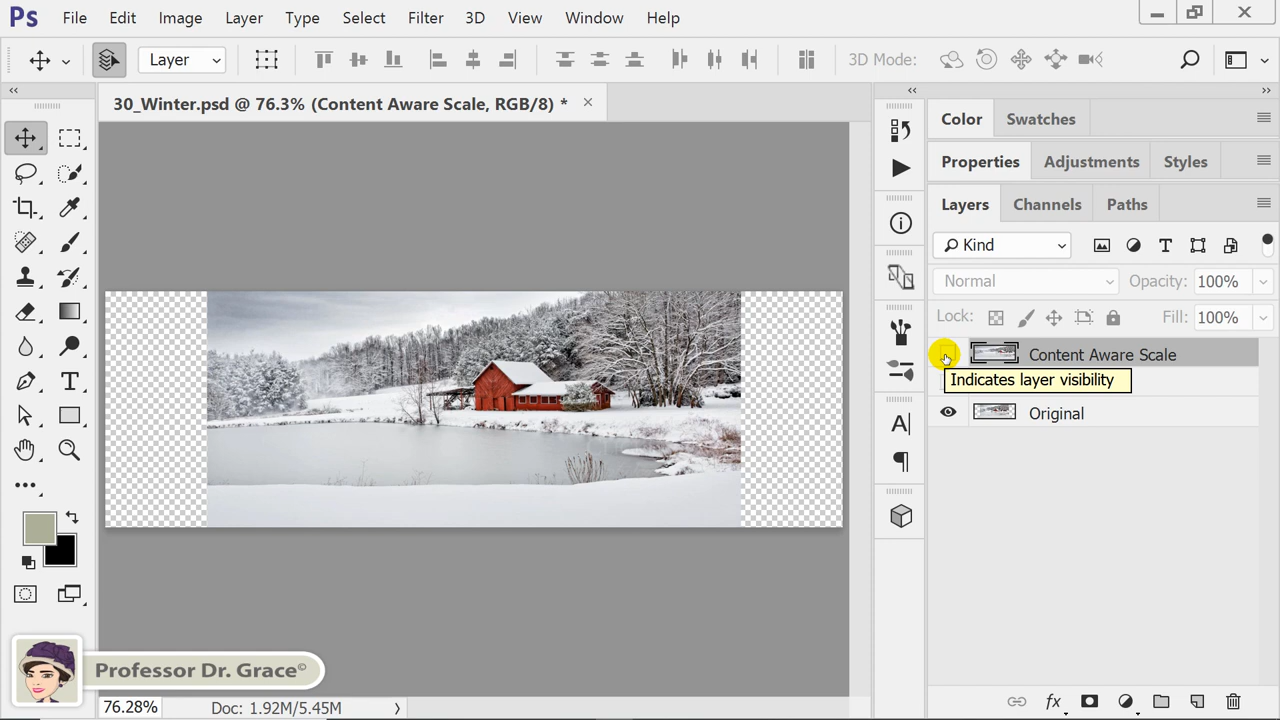 Ps File Edit Image Layer Type Select Filter 3D View Window Help
Layer 3D Mode:
30_Winter.psd @ 76.3% (Content Aware Scale, RGB/8) *
Color Swatches
Properties Adjustments Styles
Layers Channels Paths
Kind
Normal Opacity: 100%
Lock: Fill: 100%
Content Aware Scale
Indicates layer visibility
Original
Professor Dr. Grace©
76.28% Doc: 1.92M/5.45M
fx